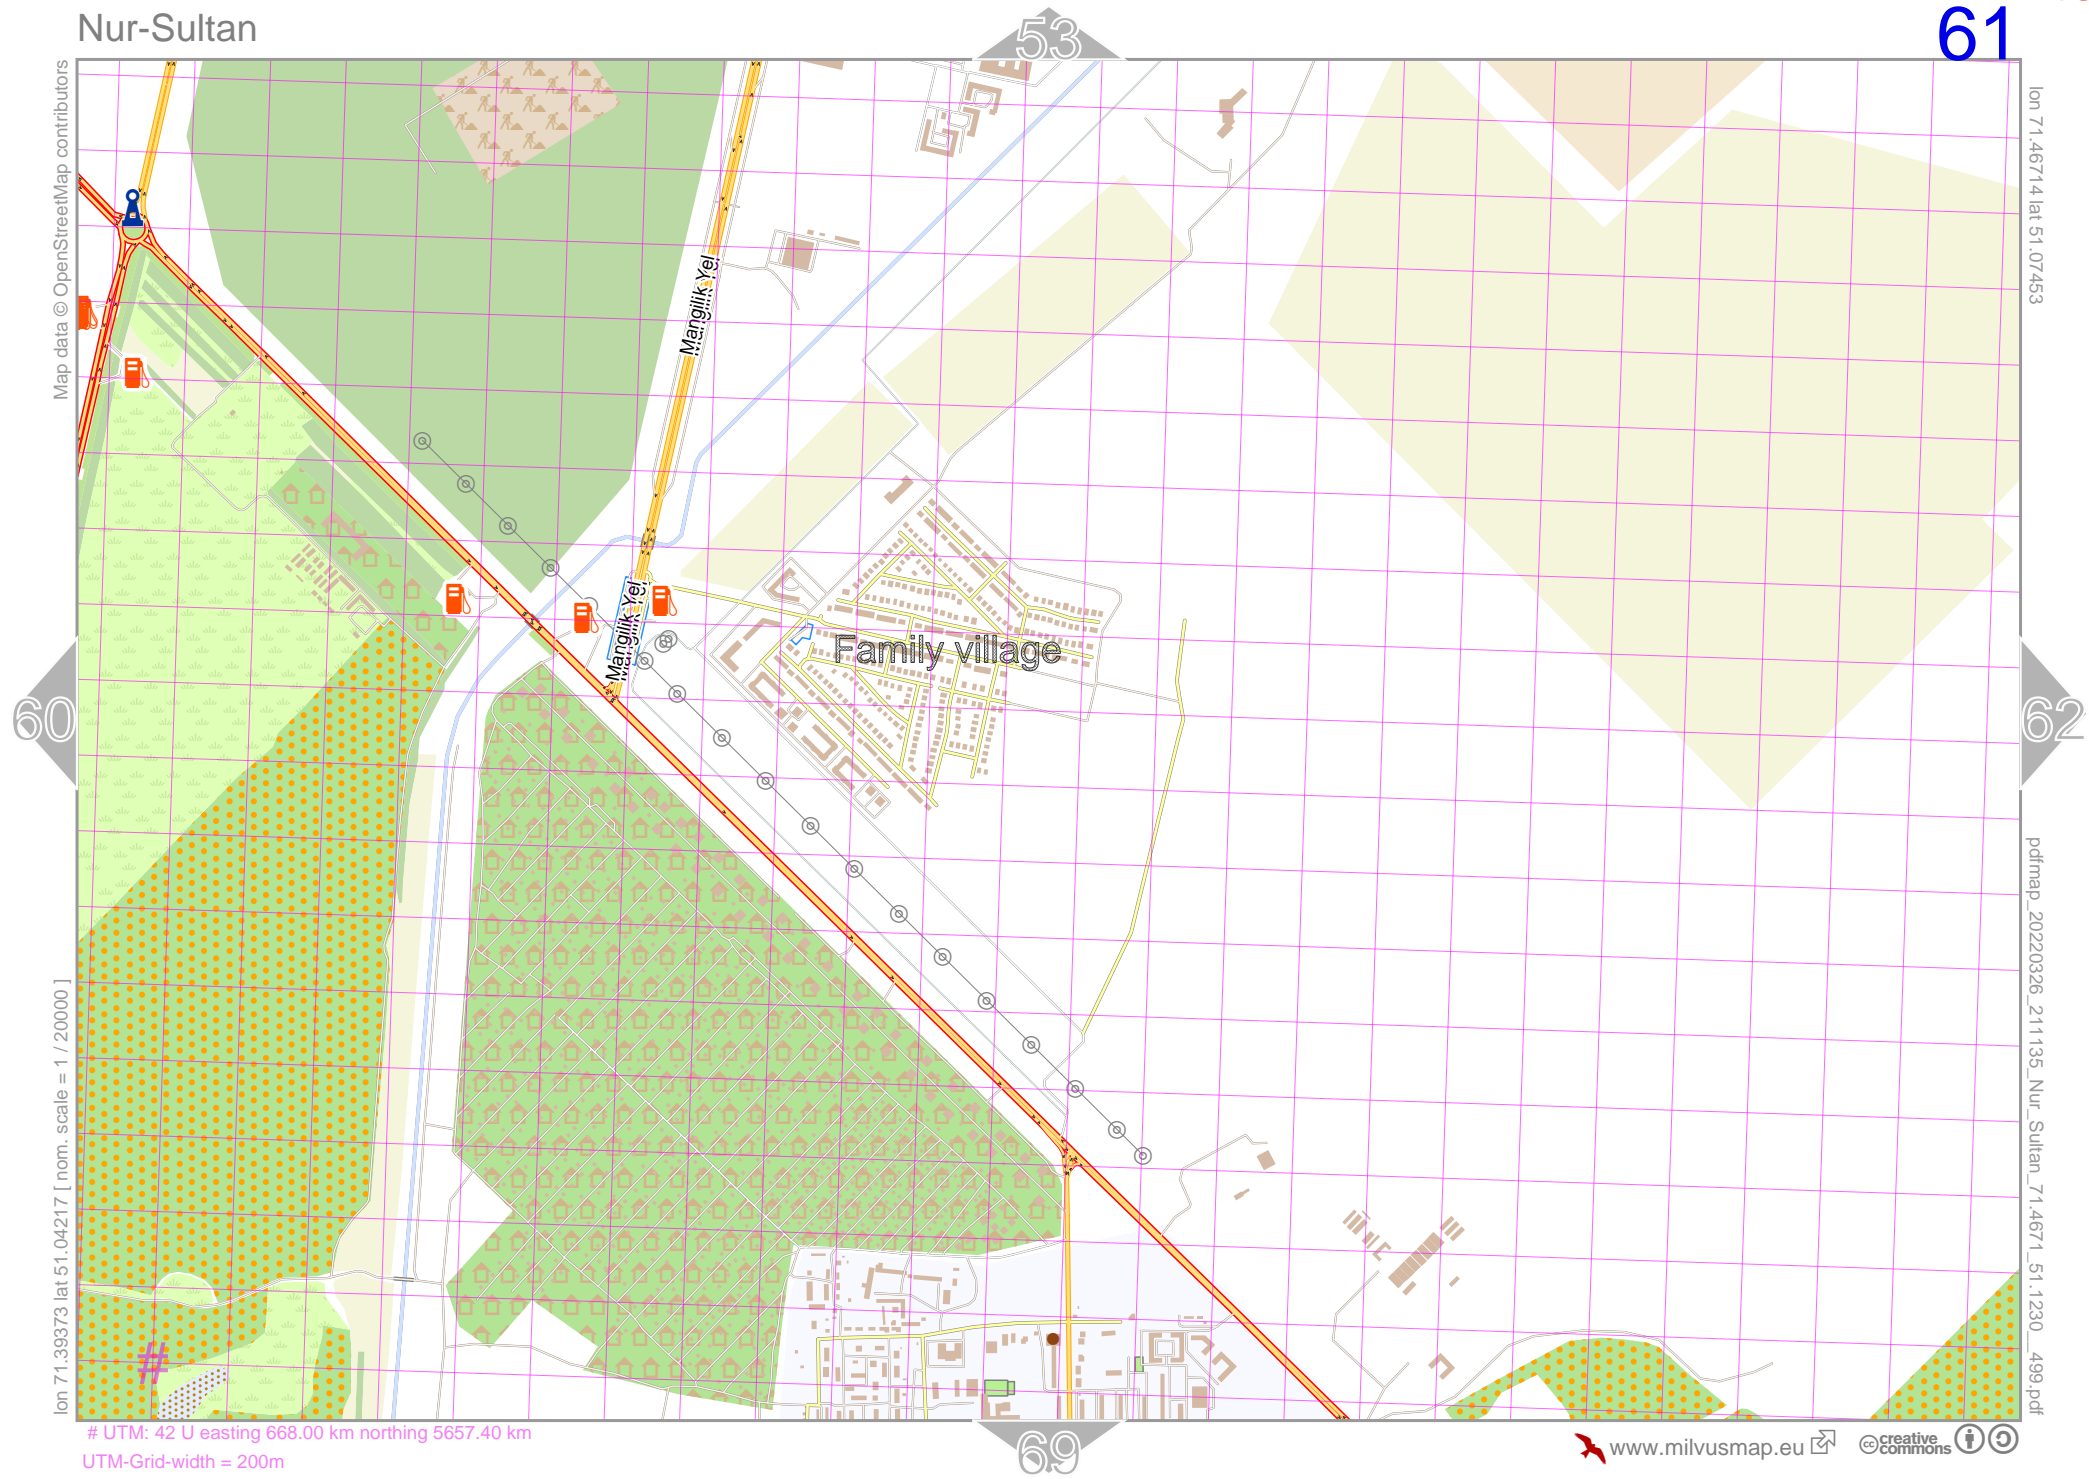 Nur-Sultan
53
61
Map data © OpenStreetMap contributors
lon 71.46714 lat 51.07453
Mangilik Yel
Mangilik Yel
Family village
60
62
lon 71.39373 lat 51.04217 [ nom. scale = 1 / 20000 ]
pdfmap_20220326_211135_Nur_Sultan_71.4671_51.1230__499.pdf
#
# UTM: 42 U easting 668.00 km northing 5657.40 km
UTM-Grid-width = 200m
69
www.milvusmap.eu
cc creative commons